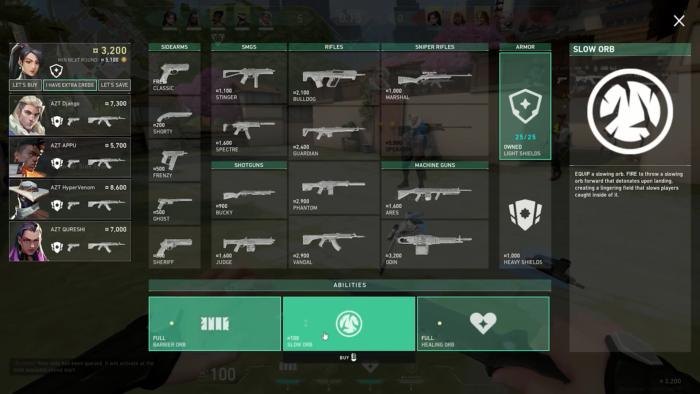 ¤ 3,200
MIN NEXT ROUND: ¤ 5,100
LET'S BUY
I HAVE EXTRA CREDS
LET'S SAVE
AZT Django ¤ 7,300
AZT APPU ¤ 5,700
AZT HyperVenom ¤ 8,600
AZT QURESHI ¤ 7,000
SIDEARMS
FREE
CLASSIC
¤200
SHORTY
¤500
FRENZY
¤500
GHOST
SHERIFF
SMGS
¤1,100
STINGER
¤1,600
SPECTRE
SHOTGUNS
¤900
BUCKY
¤1,600
JUDGE
RIFLES
¤2,100
BULLDOG
¤2,400
GUARDIAN
¤2,900
PHANTOM
¤2,900
VANDAL
SNIPER RIFLES
¤1,000
MARSHAL
MACHINE GUNS
¤1,600
ARES
¤3,200
ODIN
ARMOR
25/25
OWNED
LIGHT SHIELDS
¤1,000
HEAVY SHIELDS
ABILITIES
FULL
BARRIER ORB
¤100
SLOW ORB
FULL
HEALING ORB
BUY
SLOW ORB
EQUIP a slowing orb. FIRE to throw a slowing
orb forward that detonates upon landing,
creating a lingering field that slows players
caught inside of it.
100
¤ 3,200